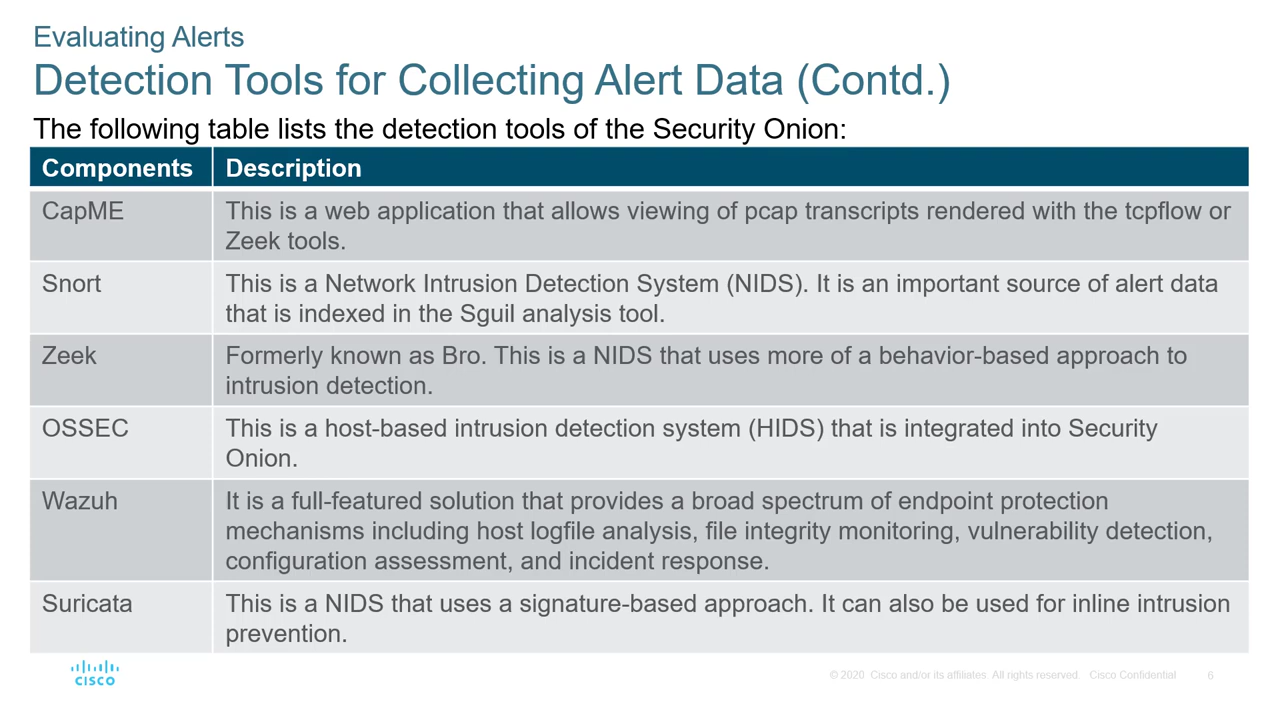 Evaluating Alerts
Detection Tools for Collecting Alert Data (Contd.)
The following table lists the detection tools of the Security Onion:
Components Description
CapME This is a web application that allows viewing of pcap transcripts rendered with the tcpflow or
Zeek tools.
Snort This is a Network Intrusion Detection System (NIDS). It is an important source of alert data
that is indexed in the Sguil analysis tool.
Zeek Formerly known as Bro. This is a NIDS that uses more of a behavior-based approach to
intrusion detection.
OSSEC This is a host-based intrusion detection system (HIDS) that is integrated into Security
Onion.
Wazuh It is a full-featured solution that provides a broad spectrum of endpoint protection
mechanisms including host logfile analysis, file integrity monitoring, vulnerability detection,
configuration assessment, and incident response.
Suricata This is a NIDS that uses a signature-based approach. It can also be used for inline intrusion
prevention.
CISCO
© 2020 Cisco and/or its affiliates. All rights reserved. Cisco Confidential 6